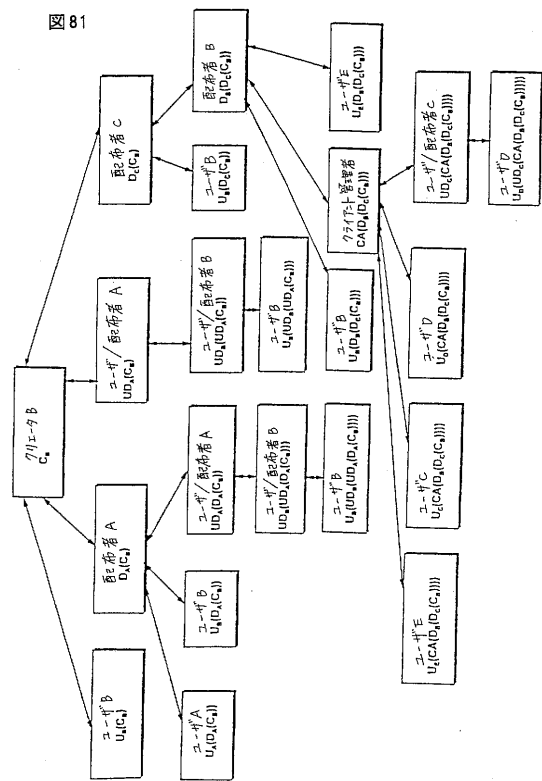 図81
クリエータB
C_B
ユーザB
U_B(C_B)
配布者A
D_A(C_B)
ユーザ/配布者A
UD_A(C_B)
配布者C
D_C(C_B)
ユーザA
U_A(D_A(C_B))
ユーザB
U_B(D_A(C_B))
ユーザ/配布者A
UD_A(D_A(C_B))
ユーザ/配布者B
UD_B(UD_A(C_B))
ユーザB
U_B(D_C(C_B))
配布者B
D_B(D_C(C_B))
ユーザ/配布者B
UD_B(UD_A(D_A(C_B)))
ユーザB
U_B(UD_B(UD_A(C_B)))
ユーザB
U_B(UD_B(UD_A(D_A(C_B))))
ユーザB
U_B(D_B(D_C(C_B)))
クライアント管理者
CA(D_B(D_C(C_B)))
ユーザE
U_E(D_B(D_C(C_B)))
ユーザE
U_E(CA(D_B(D_C(C_B))))
ユーザC
U_C(CA(D_B(D_C(C_B))))
ユーザD
U_D(CA(D_B(D_C(C_B))))
ユーザ/配布者C
UD_C(CA(D_B(D_C(C_B))))
ユーザD
U_D(UD_C(CA(D_B(D_C(C_B)))))